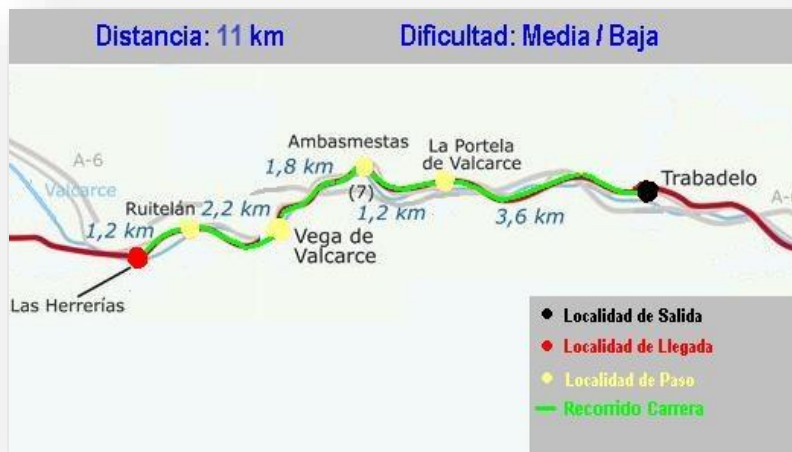 Distancia: 11 km
Dificultad: Media / Baja
Ambasmestas
La Portela
de Valcarce
A-6
1,8 km
Trabadelo
Valcarce
Ruitelán
2,2 km
(7)
1,2 km
3,6 km
1,2 km
Vega de
Valcarce
Las Herrerías
Localidad de Salida
Localidad de Llegada
Localidad de Paso
Recorrido Carrera